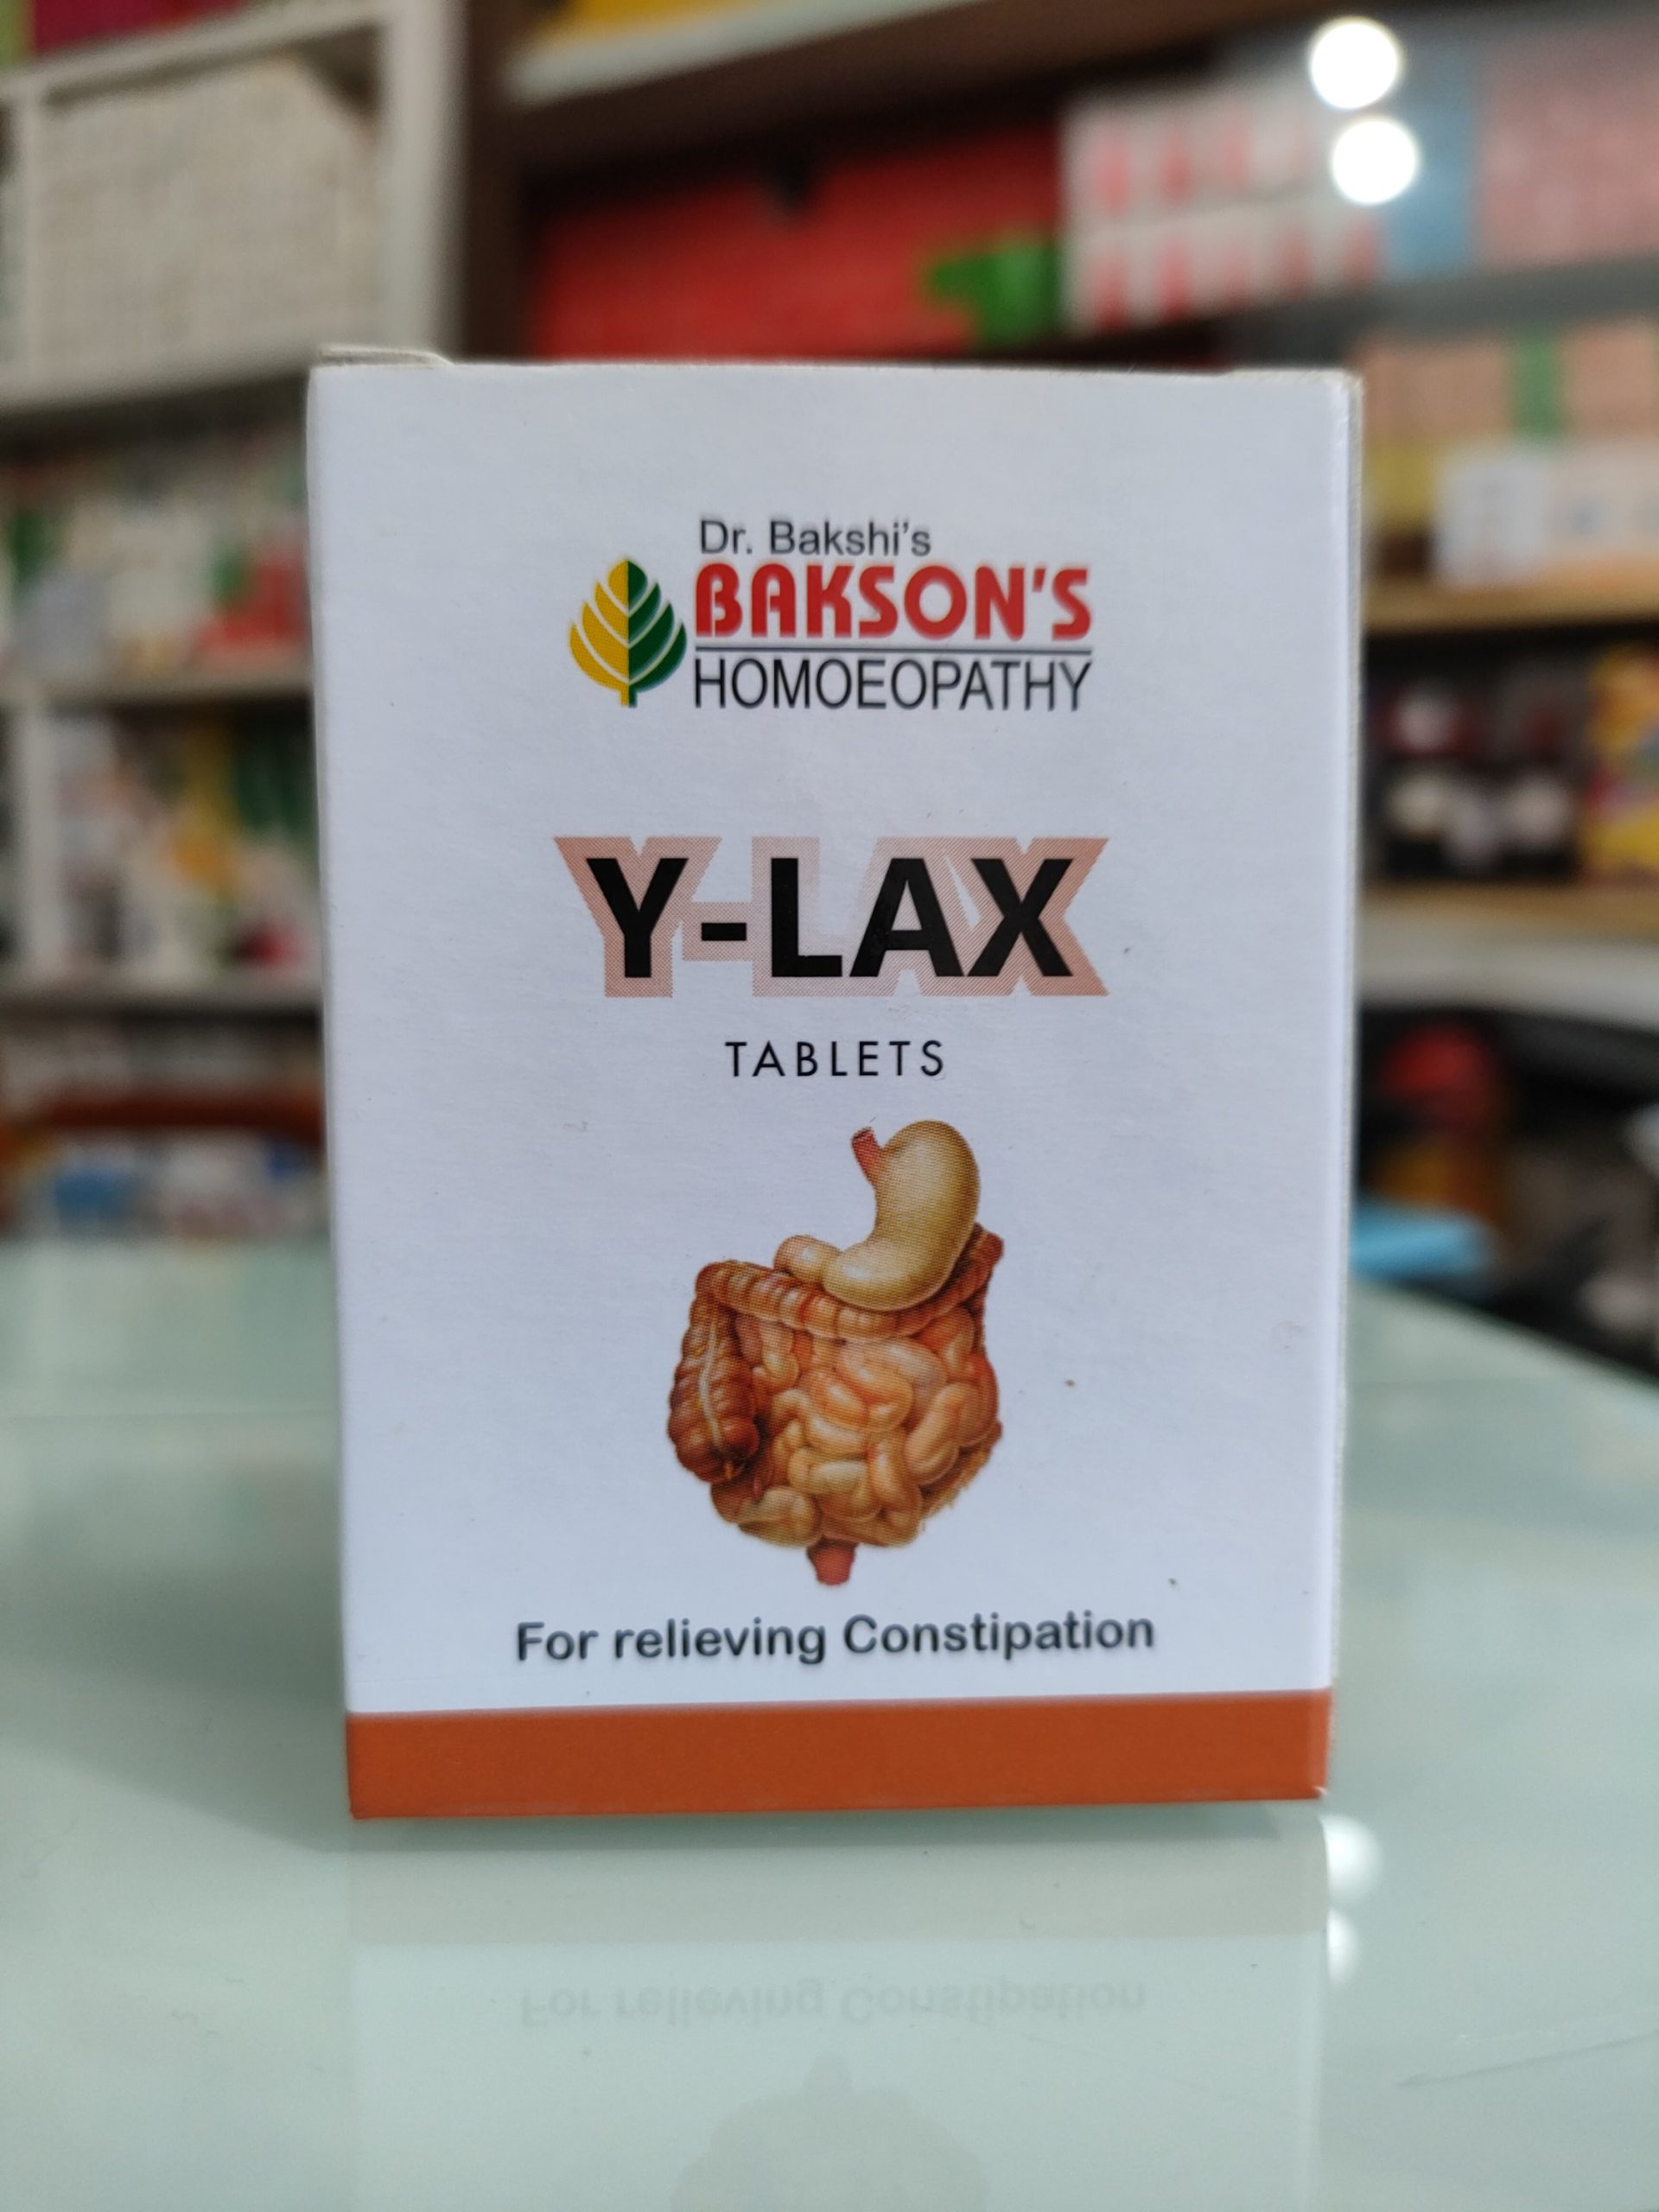 Dr. Bakshi's
BAKSON'S
HOMOEOPATHY
Y-LAX
TABLETS
For relieving Constipation